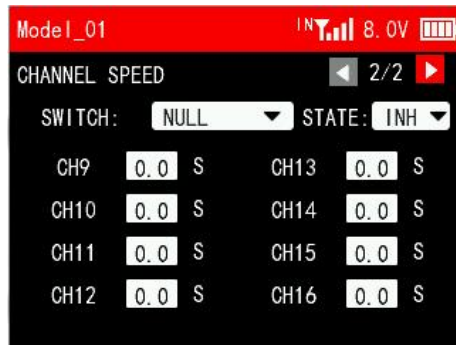 Model_01 IN 8.0V
CHANNEL SPEED 2/2
SWITCH: NULL STATE: INH
CH9 0.0 S CH13 0.0 S
CH10 0.0 S CH14 0.0 S
CH11 0.0 S CH15 0.0 S
CH12 0.0 S CH16 0.0 S